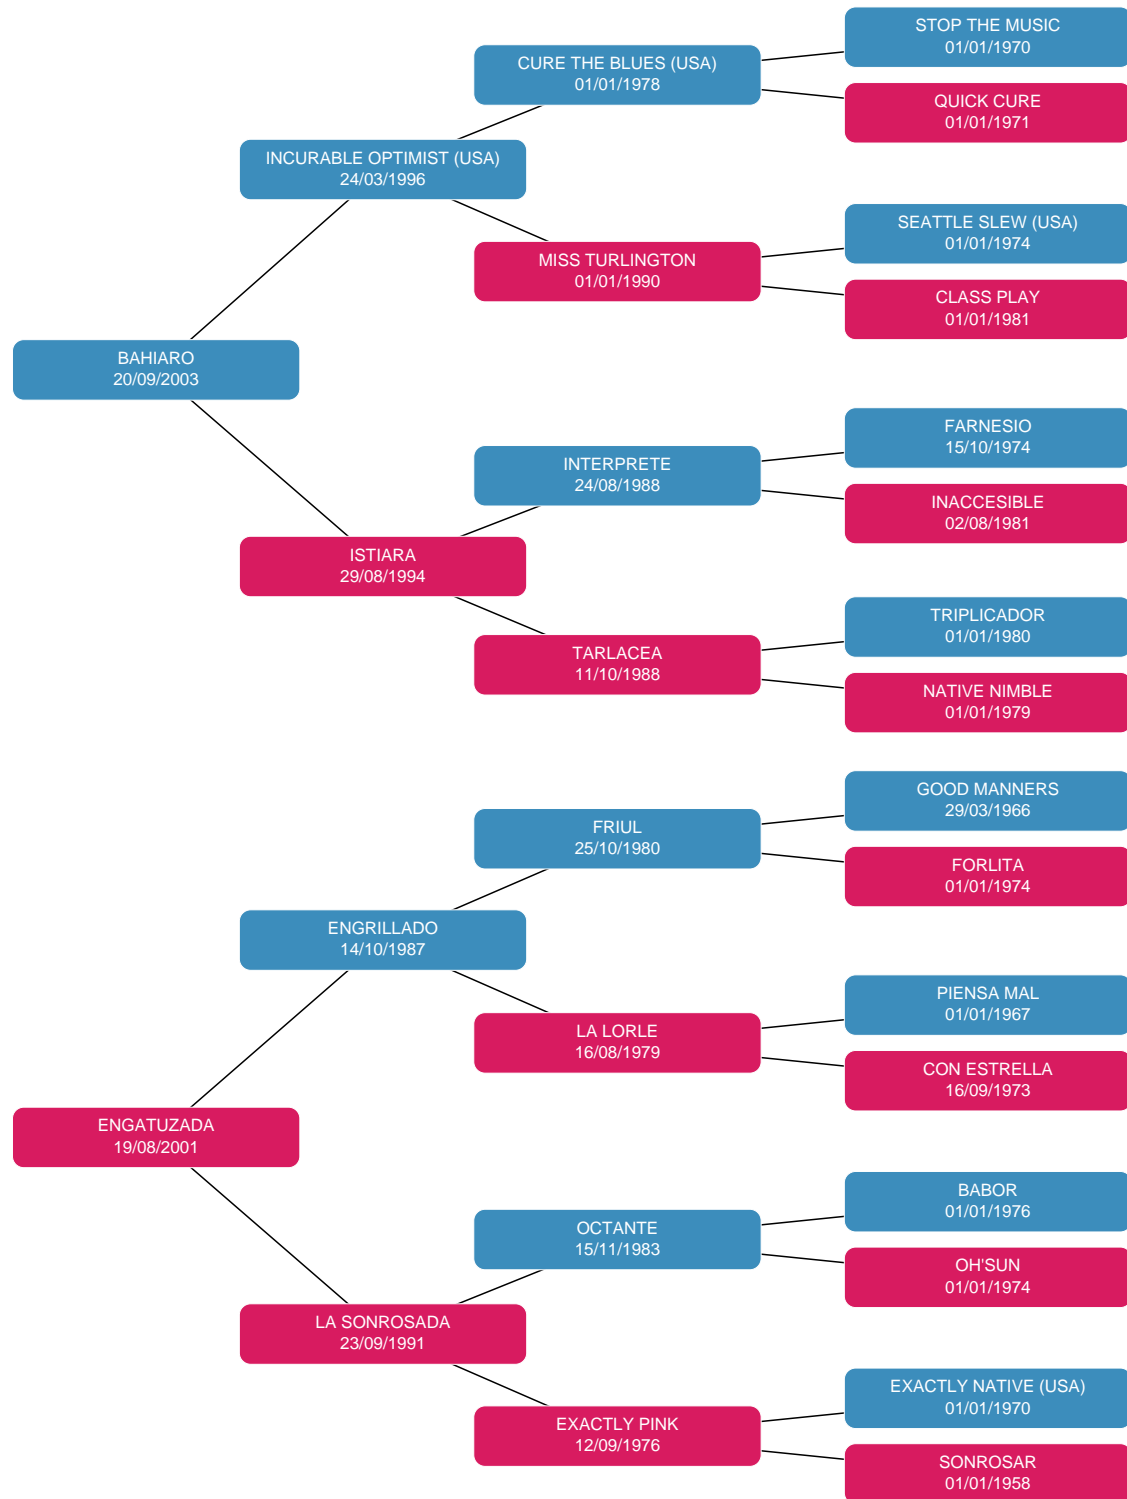 STOP THE MUSIC
01/01/1970
CURE THE BLUES (USA)
01/01/1978
QUICK CURE
01/01/1971
INCURABLE OPTIMIST (USA)
24/03/1996
SEATTLE SLEW (USA)
01/01/1974
MISS TURLINGTON
01/01/1990
CLASS PLAY
01/01/1981
BAHIARO
20/09/2003
FARNESIO
15/10/1974
INTERPRETE
24/08/1988
INACCESIBLE
02/08/1981
ISTIARA
29/08/1994
TRIPLICADOR
01/01/1980
TARLACEA
11/10/1988
NATIVE NIMBLE
01/01/1979
GOOD MANNERS
29/03/1966
FRIUL
25/10/1980
FORLITA
01/01/1974
ENGRILLADO
14/10/1987
PIENSA MAL
01/01/1967
LA LORLE
16/08/1979
CON ESTRELLA
16/09/1973
ENGATUZADA
19/08/2001
BABOR
01/01/1976
OCTANTE
15/11/1983
OH'SUN
01/01/1974
LA SONROSADA
23/09/1991
EXACTLY NATIVE (USA)
01/01/1970
EXACTLY PINK
12/09/1976
SONROSAR
01/01/1958